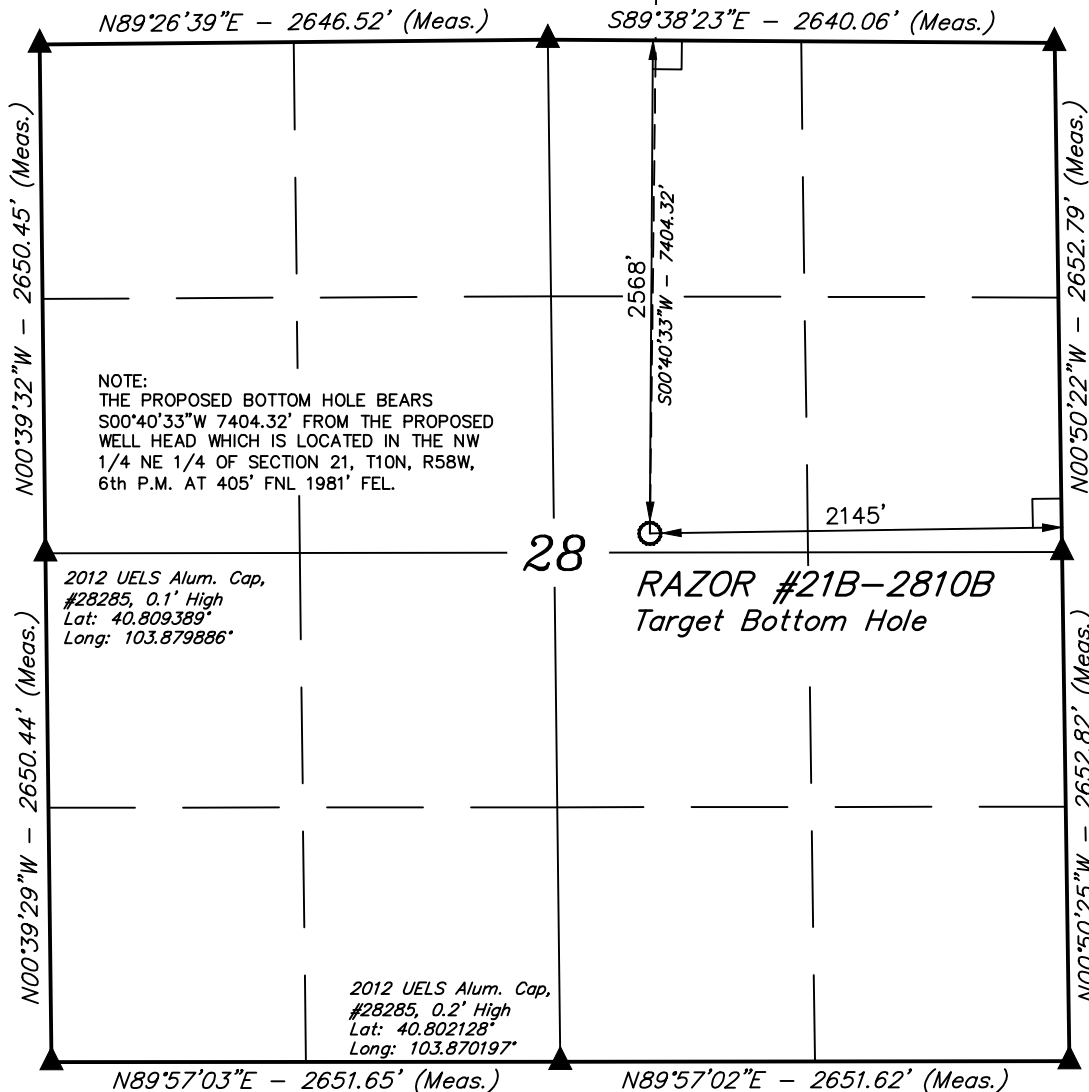 N89°26'39"E - 2646.52' (Meas.)
S89°38'23"E - 2640.06' (Meas.)
N00°39'32"W - 2650.45' (Meas.)
N00°50'22"W - 2652.79' (Meas.)
2568'
S00°40'33"W - 7404.32'
NOTE:
THE PROPOSED BOTTOM HOLE BEARS
S00°40'33"W 7404.32' FROM THE PROPOSED
WELL HEAD WHICH IS LOCATED IN THE NW
1/4 NE 1/4 OF SECTION 21, T10N, R58W,
6th P.M. AT 405' FNL 1981' FEL.
2145'
28
RAZOR #21B-2810B
Target Bottom Hole
2012 UELS Alum. Cap,
#28285, 0.1' High
Lat: 40.809389°
Long: 103.879886°
N00°39'29"W - 2650.44' (Meas.)
N00°50'25"W - 2652.82' (Meas.)
2012 UELS Alum. Cap,
#28285, 0.2' High
Lat: 40.802128°
Long: 103.870197°
N89°57'03"E - 2651.65' (Meas.)
N89°57'02"E - 2651.62' (Meas.)